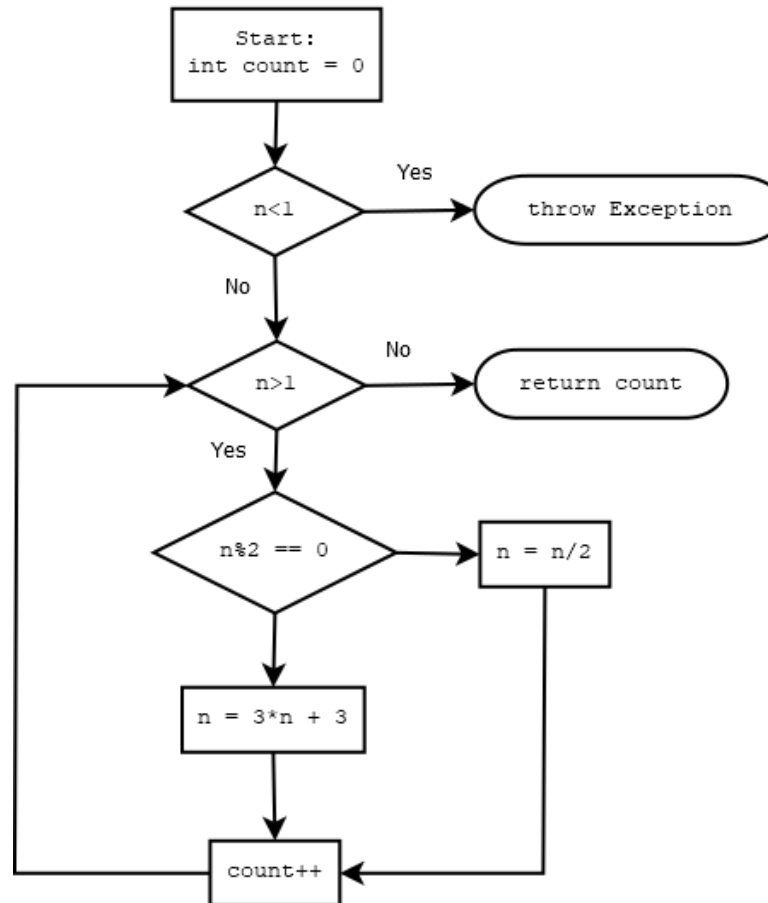 Start:
int count = 0
Yes
n<1
throw Exception
No
No
n>1
return count
Yes
n%2 == 0
n = n/2
n = 3*n + 3
count++